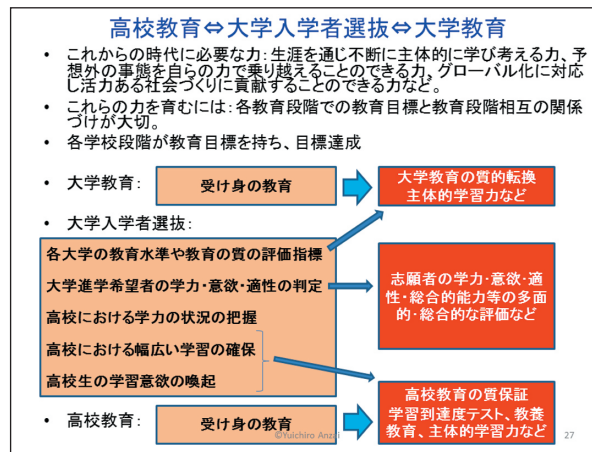 高校教育⇔大学入学者選抜⇔大学教育
• これからの時代に必要な力：生涯を通じ不断に主体的に学び考える力、予
想外の事態を自らの力で乗り越えることのできる力、グローバル化に対応
し活力ある社会づくりに貢献することのできる力など。
• これらの力を育むには：各教育段階での教育目標と教育段階相互の関係
づけが大切。
• 各学校段階が教育目標を持ち、目標達成
• 大学教育：
受け身の教育
大学教育の質的転換
主体的学習力など
• 大学入学者選抜：
各大学の教育水準や教育の質の評価指標
大学進学希望者の学力・意欲・適性の判定
高校における学力の状況の把握
高校における幅広い学習の確保
高校生の学習意欲の喚起
志願者の学力・意欲・適
性・総合的能力等の多面
的・総合的な評価など
• 高校教育：
受け身の教育
高校教育の質保証
学習到達度テスト、教養
教育、主体的学習力など
©Yuichiro Anzai
27